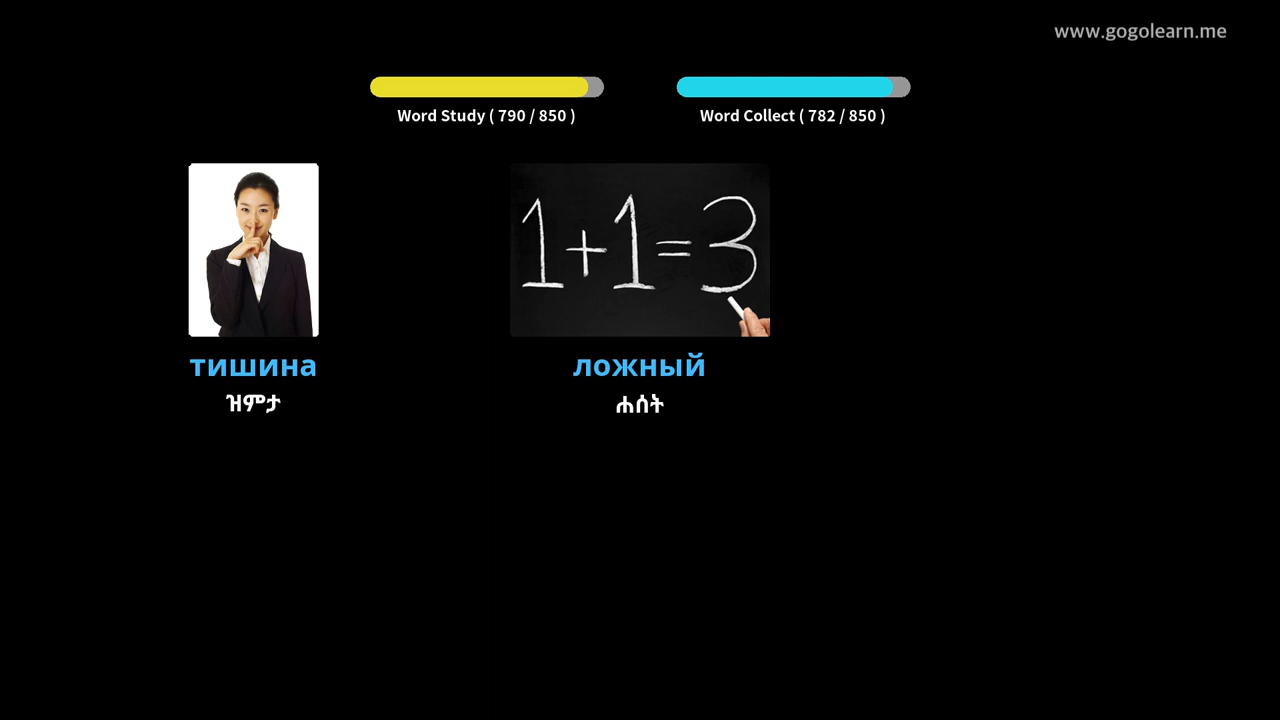 www.gogolearn.me
Word Study ( 790 / 850 )
Word Collect ( 782 / 850 )
1+1=3
тишина
ложный
ዝምታ
ሐሰት